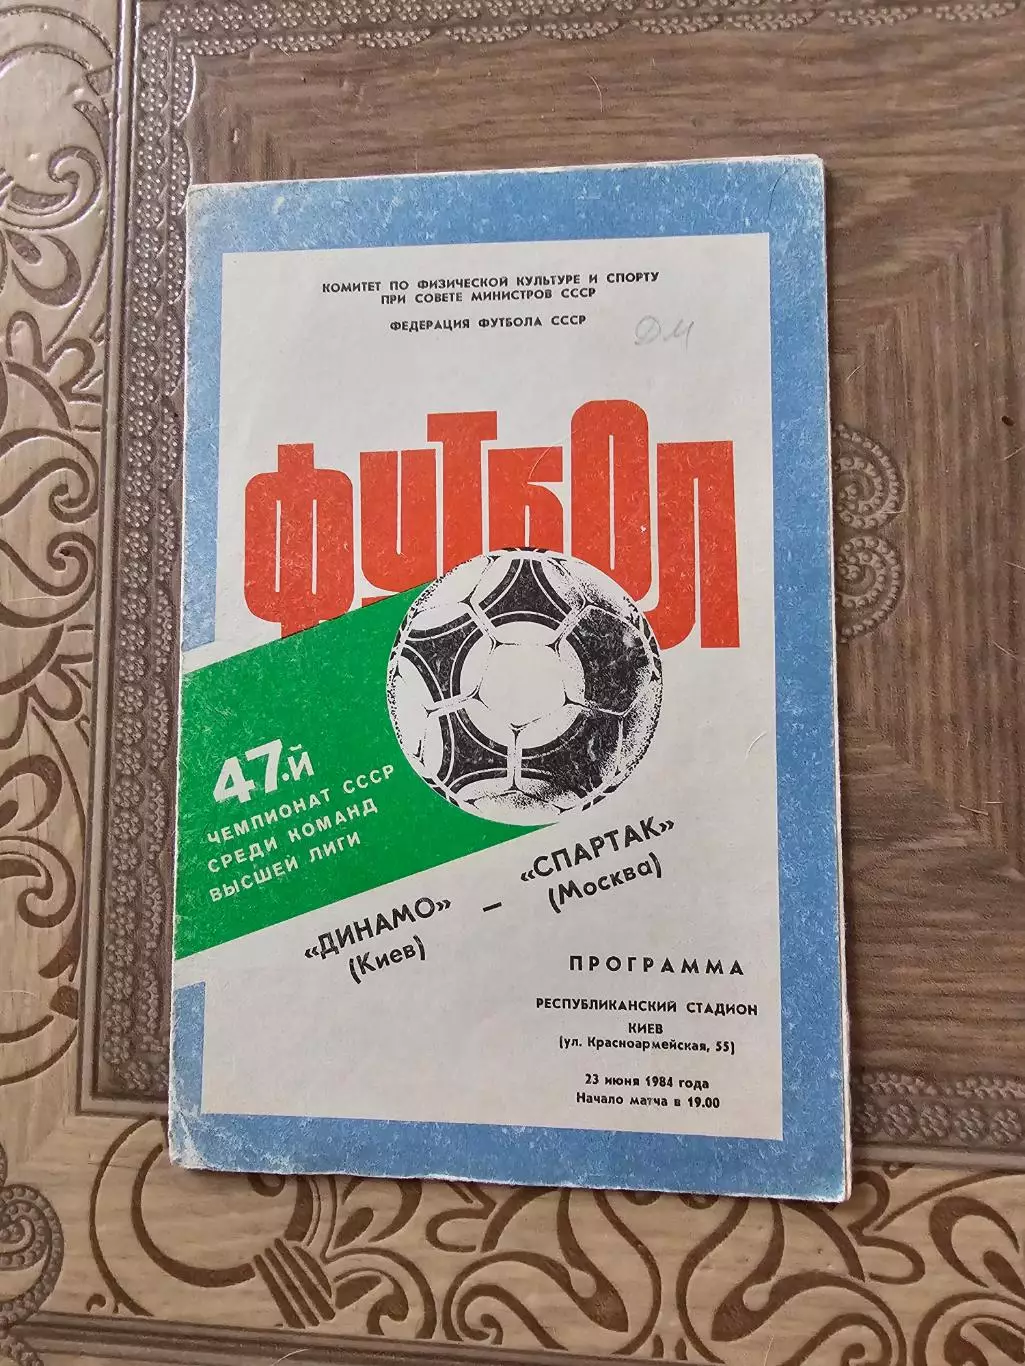 КОМИТЕТ ПО ФИЗИЧЕСКОЙ КУЛЬТУРЕ И СПОРТУ
ПРИ СОВЕТЕ МИНИСТРОВ СССР
ФЕДЕРАЦИЯ ФУТБОЛА СССР
ДМ
ФУТБОЛ
47-Й
ЧЕМПИОНАТ СССР
СРЕДИ КОМАНД
ВЫСШЕЙ ЛИГИ
«ДИНАМО» – «СПАРТАК»
(Киев) (Москва)
ПРОГРАММА
РЕСПУБЛИКАНСКИЙ СТАДИОН
КИЕВ
(ул. Красноармейская, 55)
23 июня 1984 года
Начало матча в 19.00